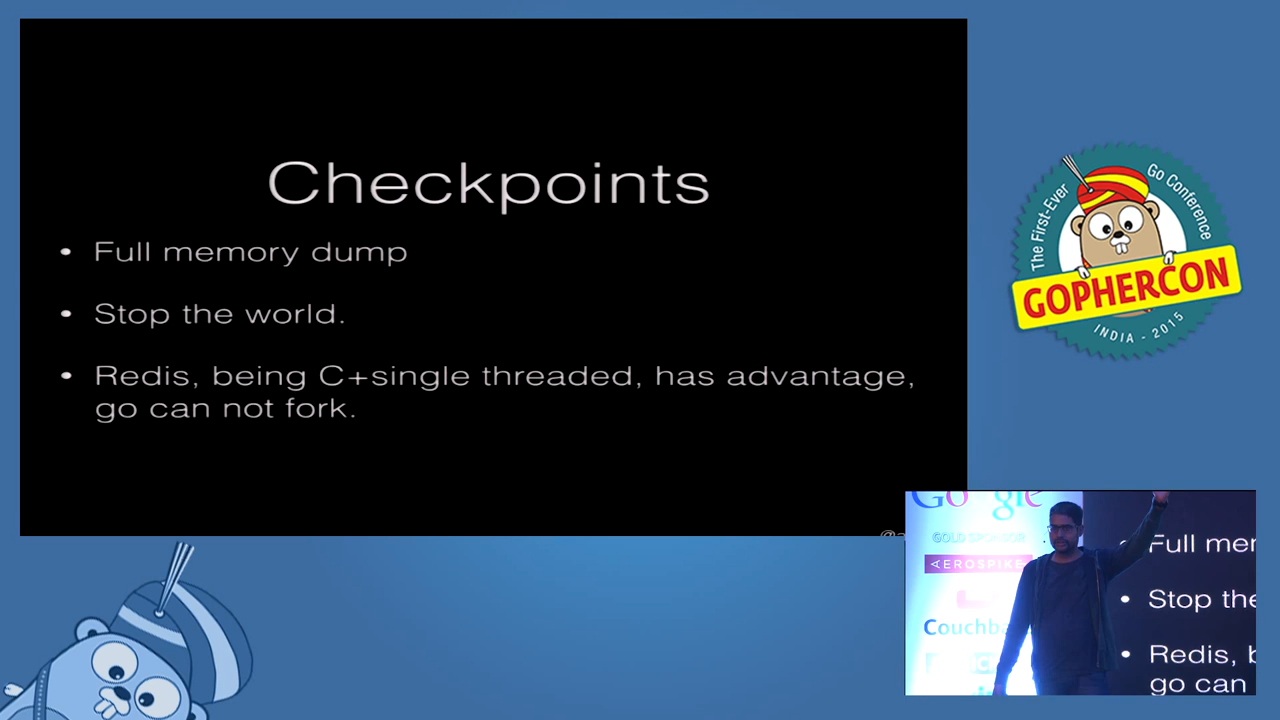 Checkpoints
• Full memory dump
• Stop the world.
• Redis, being C+single threaded, has advantage,
go can not fork.
The First-Ever Go Conference
GOPHERCON
INDIA - 2015
Google
GOLD SPONSOR
AEROSPIKE
Couchba
• Full mer
• Stop the
• Redis, b
go can